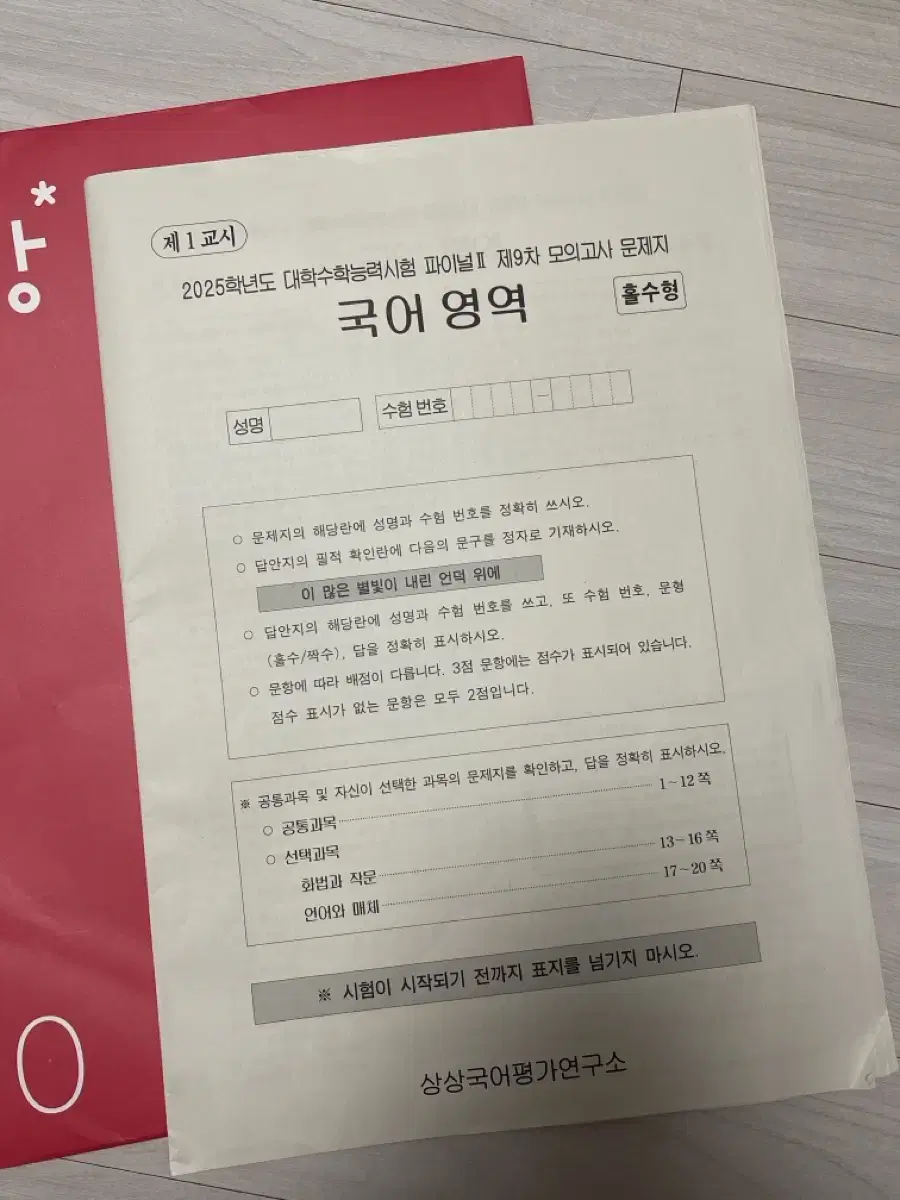 제 1 교시
2025학년도 대학수학능력시험 파이널Ⅱ 제9차 모의고사 문제지
국어 영역
홀수형
성명
수험 번호
―
○ 문제지의 해당란에 성명과 수험 번호를 정확히 쓰시오.
○ 답안지의 필적 확인란에 다음의 문구를 정자로 기재하시오.
이 많은 별빛이 내린 언덕 위에
○ 답안지의 해당란에 성명과 수험 번호를 쓰고, 또 수험 번호, 문형
(홀수/짝수), 답을 정확히 표시하시오.
○ 문항에 따라 배점이 다릅니다. 3점 문항에는 점수가 표시되어 있습니다.
점수 표시가 없는 문항은 모두 2점입니다.
※ 공통과목 및 자신이 선택한 과목의 문제지를 확인하고, 답을 정확히 표시하시오.
○ 공통과목 1~12 쪽
○ 선택과목
화법과 작문 13~16 쪽
언어와 매체 17~20 쪽
※ 시험이 시작되기 전까지 표지를 넘기지 마시오.
상상국어평가연구소